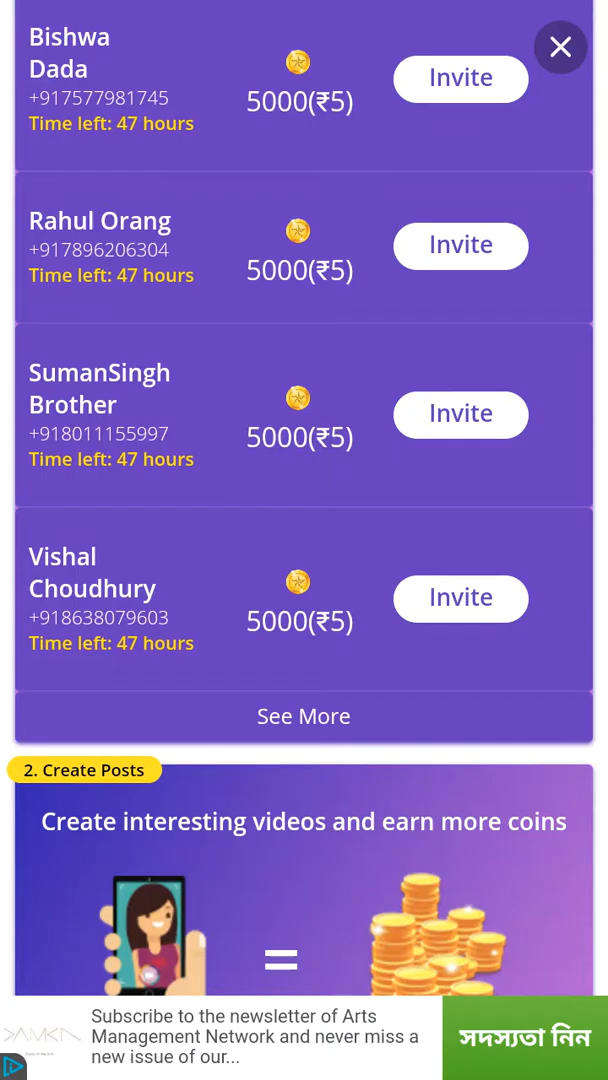 Bishwa
Dada
+917577981745
Time left: 47 hours
5000(₹5)
Invite
Rahul Orang
+917896206304
Time left: 47 hours
5000(₹5)
Invite
SumanSingh
Brother
+918011155997
Time left: 47 hours
5000(₹5)
Invite
Vishal
Choudhury
+918638079603
Time left: 47 hours
5000(₹5)
Invite
See More
2. Create Posts
Create interesting videos and earn more coins
=
Subscribe to the newsletter of Arts
Management Network and never miss a
new issue of our...
সদস্যতা নিন